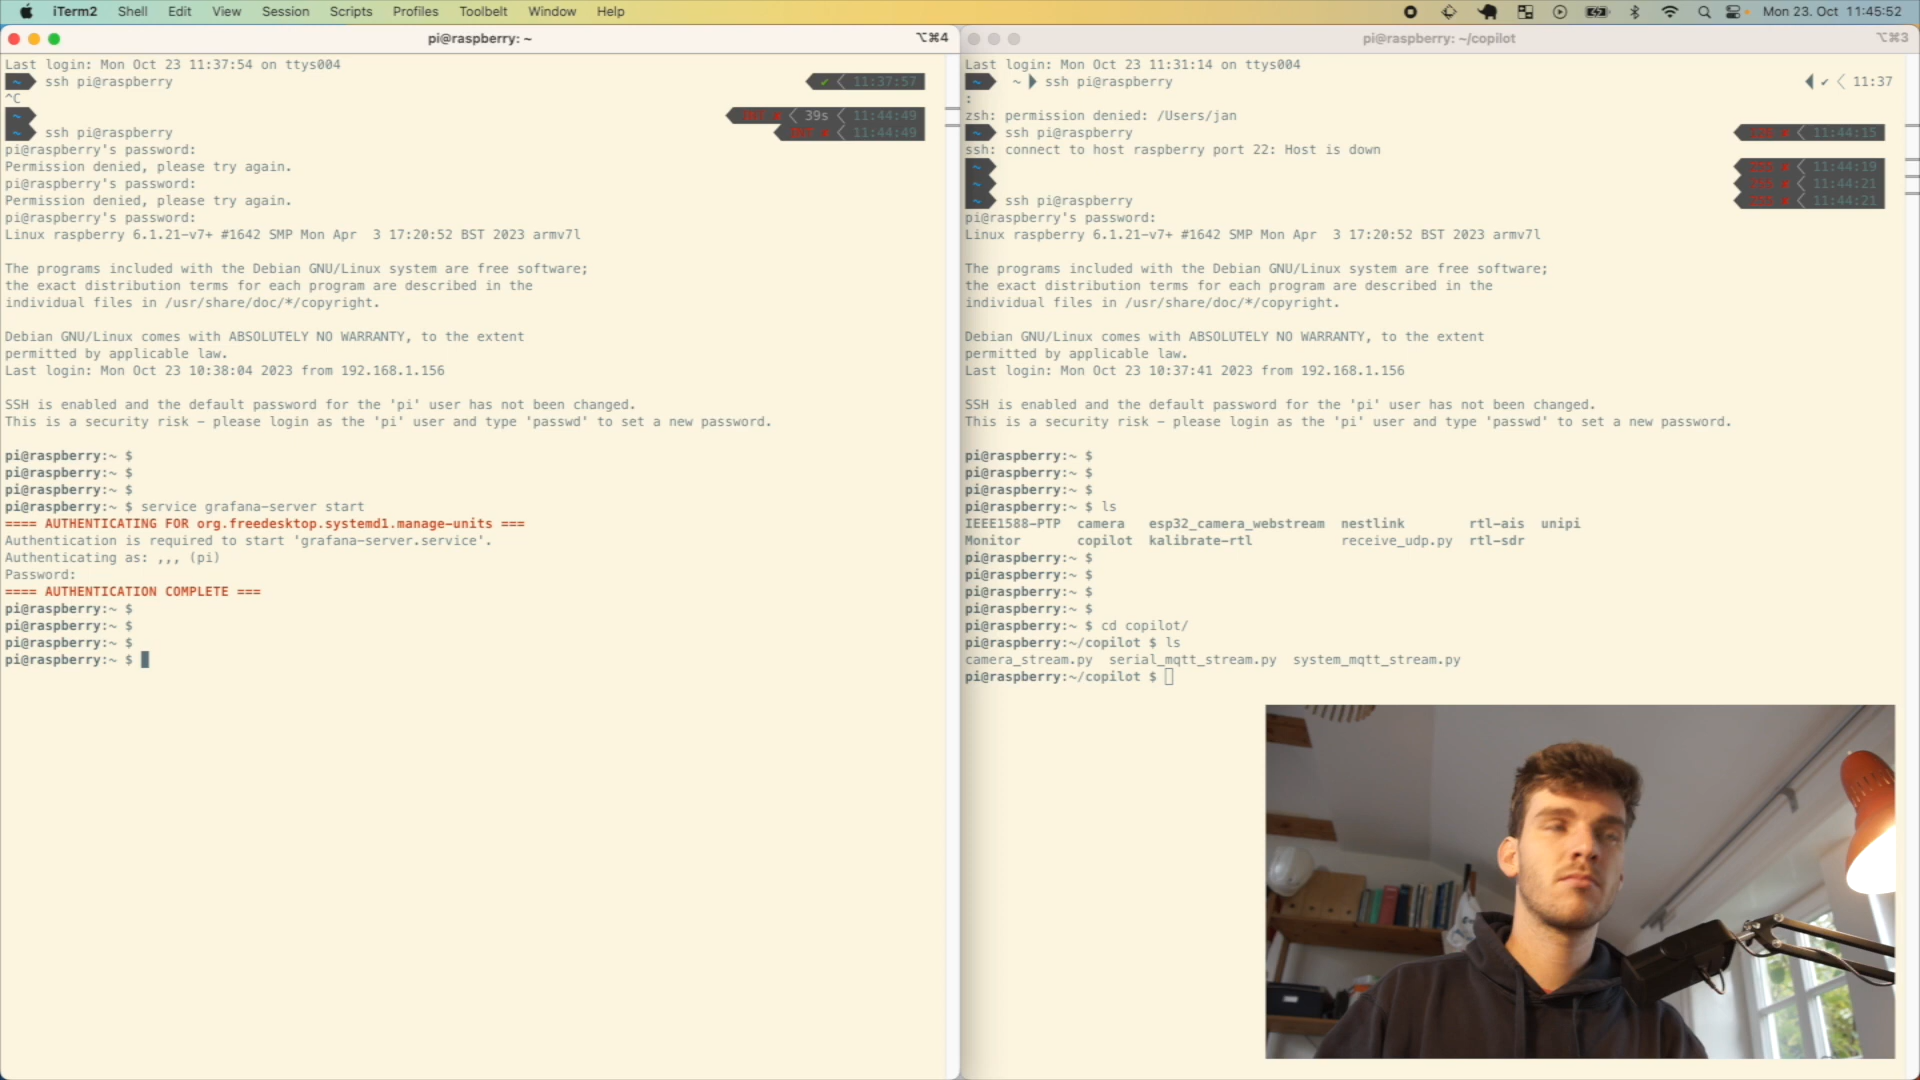 iTerm2 Shell Edit View Session Scripts Profiles Toolbelt Window Help Mon 23. Oct 11:45:52
pi@raspberry: ~ ⌥⌘4
Last login: Mon Oct 23 11:37:54 on ttys004
~ ssh pi@raspberry ✓ 11:37:57
^C
~ 39s 11:44:49
~ ssh pi@raspberry 11:44:49
pi@raspberry's password:
Permission denied, please try again.
pi@raspberry's password:
Permission denied, please try again.
pi@raspberry's password:
Linux raspberry 6.1.21-v7+ #1642 SMP Mon Apr  3 17:20:52 BST 2023 armv7l
The programs included with the Debian GNU/Linux system are free software;
the exact distribution terms for each program are described in the
individual files in /usr/share/doc/*/copyright.
Debian GNU/Linux comes with ABSOLUTELY NO WARRANTY, to the extent
permitted by applicable law.
Last login: Mon Oct 23 10:38:04 2023 from 192.168.1.156
SSH is enabled and the default password for the 'pi' user has not been changed.
This is a security risk - please login as the 'pi' user and type 'passwd' to set a new password.
pi@raspberry:~ $
pi@raspberry:~ $
pi@raspberry:~ $
pi@raspberry:~ $ service grafana-server start
==== AUTHENTICATING FOR org.freedesktop.systemd1.manage-units ===
Authentication is required to start 'grafana-server.service'.
Authenticating as: ,,, (pi)
Password:
==== AUTHENTICATION COMPLETE ===
pi@raspberry:~ $
pi@raspberry:~ $
pi@raspberry:~ $
pi@raspberry:~ $
pi@raspberry: ~/copilot ⌥⌘3
Last login: Mon Oct 23 11:31:14 on ttys004
~ ~ ssh pi@raspberry ✓ 11:37
:
zsh: permission denied: /Users/jan
~ ssh pi@raspberry 11:44:15
ssh: connect to host raspberry port 22: Host is down
~ 11:44:19
~ 11:44:21
~ ssh pi@raspberry 11:44:21
pi@raspberry's password:
Linux raspberry 6.1.21-v7+ #1642 SMP Mon Apr  3 17:20:52 BST 2023 armv7l
The programs included with the Debian GNU/Linux system are free software;
the exact distribution terms for each program are described in the
individual files in /usr/share/doc/*/copyright.
Debian GNU/Linux comes with ABSOLUTELY NO WARRANTY, to the extent
permitted by applicable law.
Last login: Mon Oct 23 10:37:41 2023 from 192.168.1.156
SSH is enabled and the default password for the 'pi' user has not been changed.
This is a security risk - please login as the 'pi' user and type 'passwd' to set a new password.
pi@raspberry:~ $
pi@raspberry:~ $
pi@raspberry:~ $
pi@raspberry:~ $ ls
IEEE1588-PTP camera esp32_camera_webstream nestlink rtl-ais unipi
Monitor copilot kalibrate-rtl receive_udp.py rtl-sdr
pi@raspberry:~ $
pi@raspberry:~ $
pi@raspberry:~ $
pi@raspberry:~ $
pi@raspberry:~ $ cd copilot/
pi@raspberry:~/copilot $ ls
camera_stream.py serial_mqtt_stream.py system_mqtt_stream.py
pi@raspberry:~/copilot $